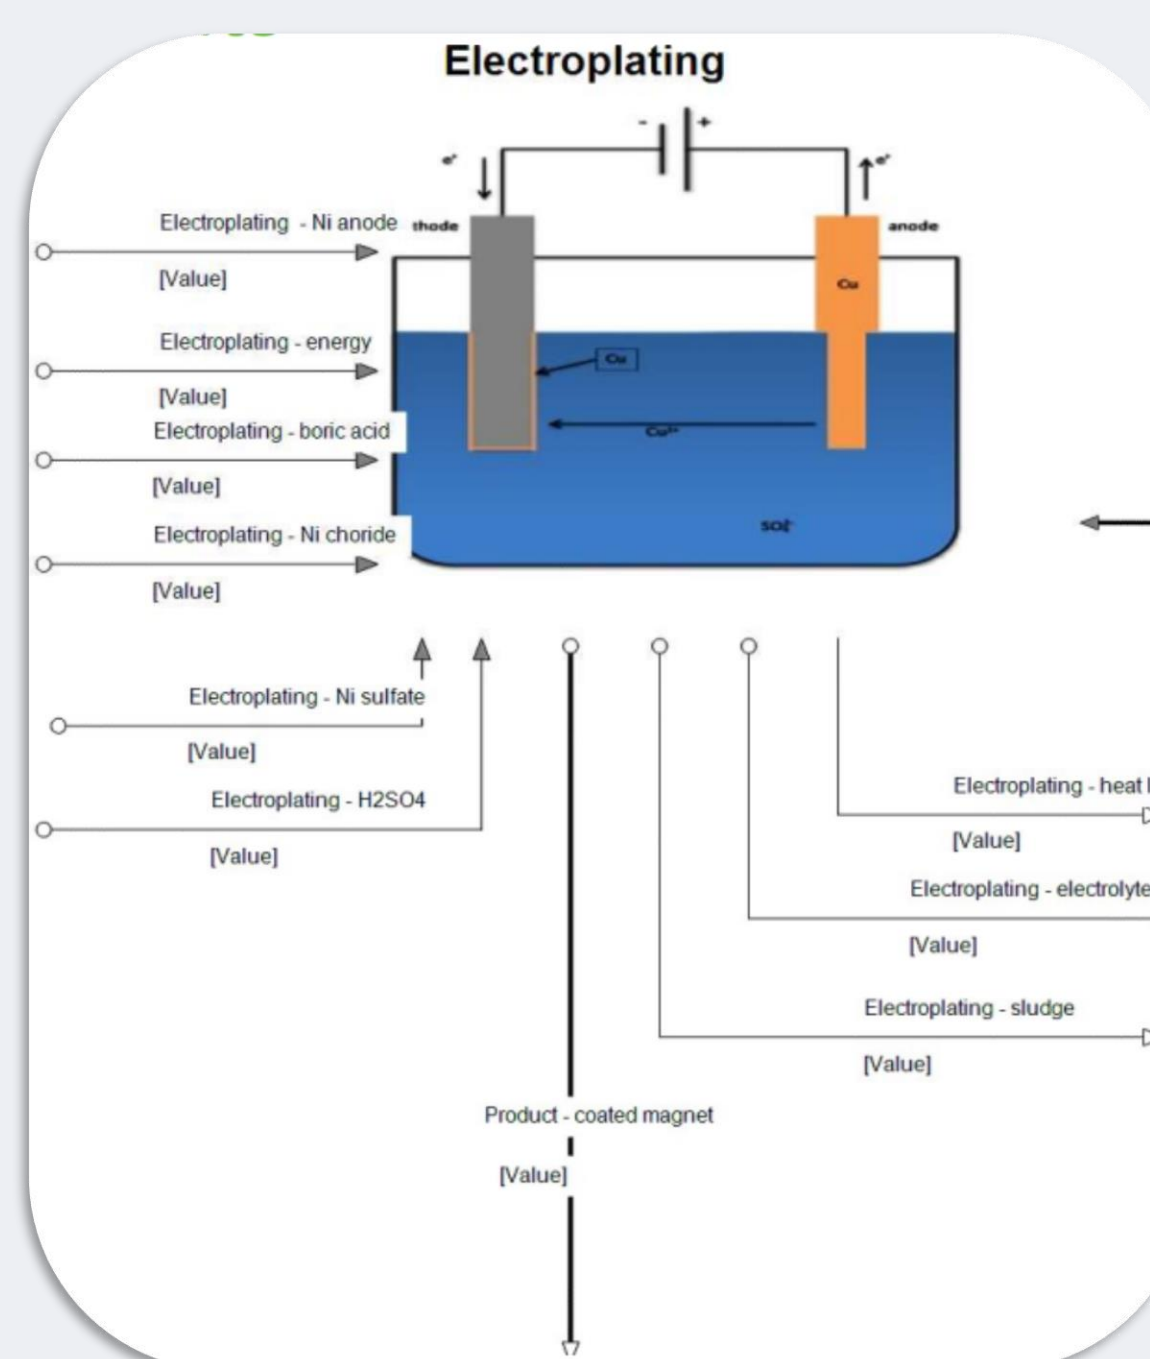 Electroplating
- +
e- e-
Electroplating - Ni anode
thode
anode
[Value]
Cu
Electroplating - energy
Cu
[Value]
Electroplating - boric acid
Cu²⁺
[Value]
Electroplating - Ni choride
[Value]
Electroplating - Ni sulfate
[Value]
Electroplating - heat
Electroplating - H2SO4
[Value]
[Value]
Electroplating - electrolyte
[Value]
Electroplating - sludge
[Value]
Product - coated magnet
[Value]